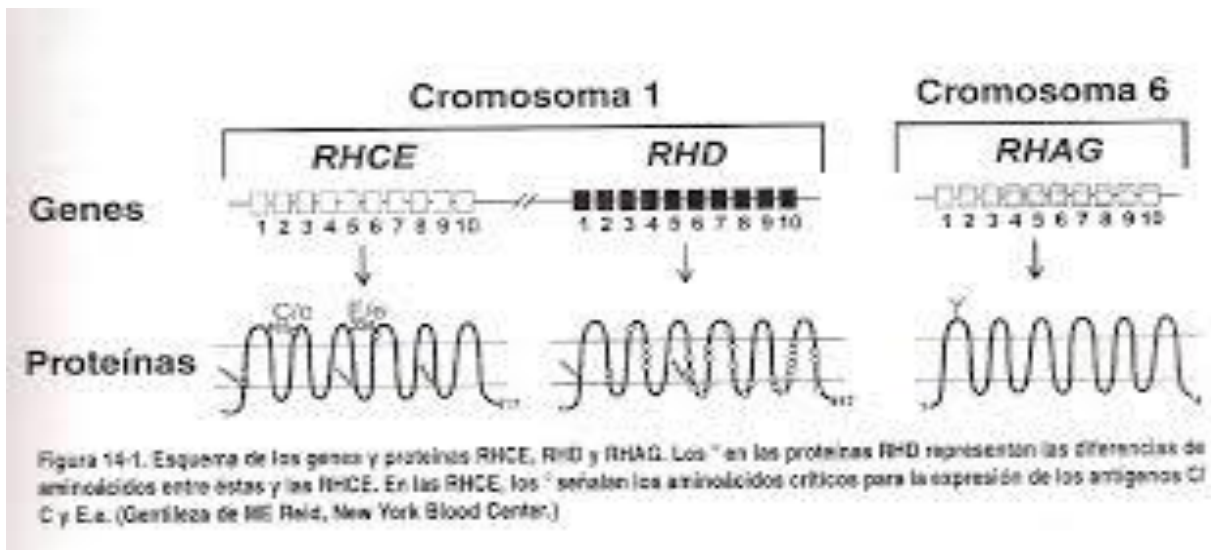 Cromosoma 1
Cromosoma 6
RHCE
RHD
RHAG
Genes
1 2 3 4 5 6 7 8 9 10
1 2 3 4 5 6 7 8 9 10
1 2 3 4 5 6 7 8 9 10
C/c
E/e
Proteínas
Figura 14-1. Esquema de los genes y proteínas RHCE, RHD y RHAG. Los * en las proteínas RHD representan las diferencias de
aminoácidos entre éstas y las RHCE. En las RHCE, los * señalan los aminoácidos críticos para la expresión de los antígenos C/
C y E.e. (Gentileza de ME Reid, New York Blood Center.)